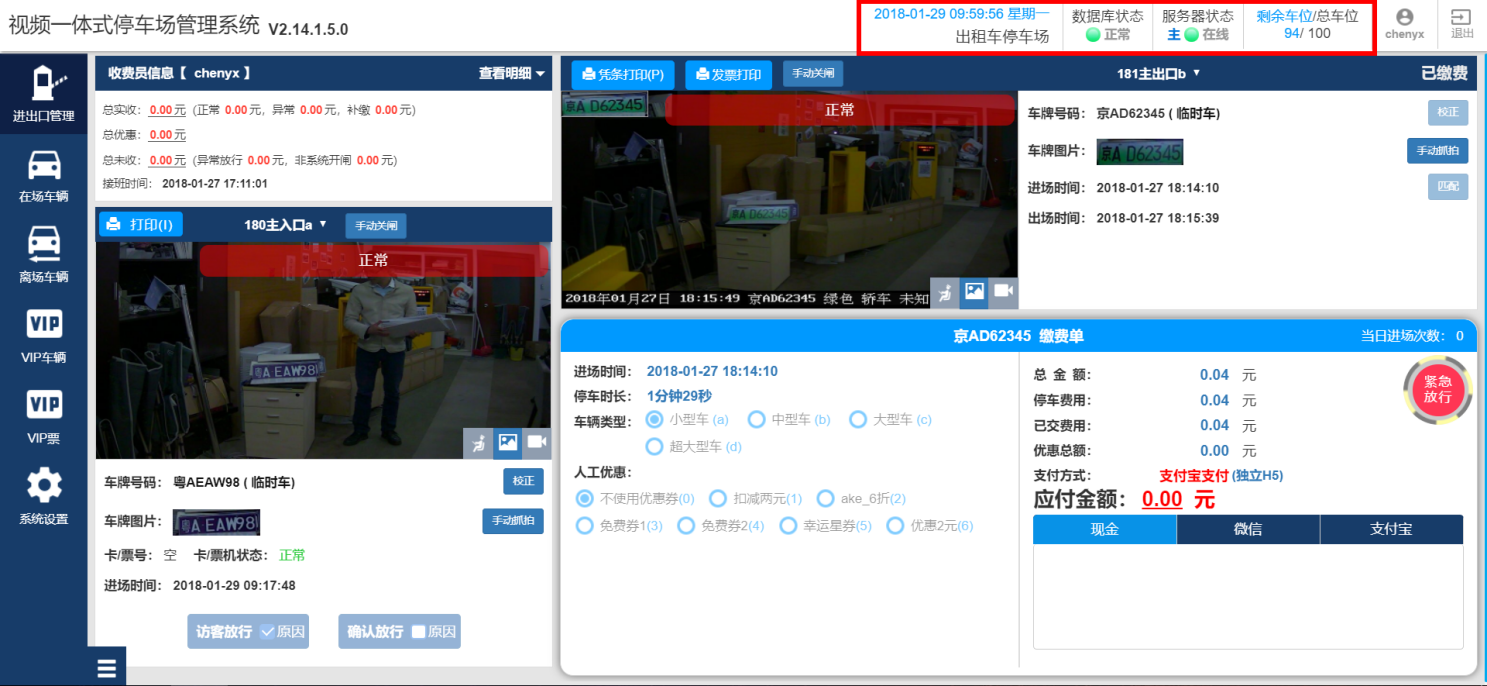 视频一体式停车场管理系统 V2.14.1.5.0
2018-01-29 09:59:56 星期一
出租车停车场
数据库状态
正常
服务器状态
主 在线
剩余车位/总车位
94/ 100
chenyx
退出
进出口管理
在场车辆
离场车辆
VIP
VIP车辆
VIP
VIP票
系统设置
收费员信息【 chenyx 】 查看明细
总实收: 0.00元 (正常 0.00元, 异常 0.00元, 补缴 0.00元)
总优惠: 0.00元
总未收: 0.00元 (异常放行 0.00元, 非系统开闸 0.00元)
接班时间: 2018-01-27 17:11:01
打印(I) 180主入口a ▼ 手动关闸
正常
粤A EAW98
车牌号码: 粤AEAW98 ( 临时车) 校正
车牌图片: 粤A EAW98 手动抓拍
卡/票号: 空 卡/票机状态: 正常
进场时间: 2018-01-29 09:17:48
访客放行 原因 确认放行 原因
凭条打印(P) 发票打印 手动关闸 181主出口b ▼ 已缴费
京A D62345
正常
京A D62345
2018年01月27日 18:15:49 京AD62345 绿色 轿车 未知
车牌号码: 京AD62345 ( 临时车) 校正
车牌图片: 京A D62345 手动抓拍
进场时间: 2018-01-27 18:14:10 匹配
出场时间: 2018-01-27 18:15:39
京AD62345 缴费单 当日进场次数: 0
进场时间: 2018-01-27 18:14:10
停车时长: 1分钟29秒
车辆类型: 小型车 (a) 中型车 (b) 大型车 (c)
超大型车 (d)
人工优惠:
不使用优惠券(0) 扣减两元(1) ake_6折(2)
免费券1(3) 免费券2(4) 幸运星券(5) 优惠2元(6)
总 金 额: 0.04 元
停车费用: 0.04 元
已交费用: 0.04 元
优惠总额: 0.00 元
支付方式: 支付宝支付 (独立H5)
应付金额: 0.00 元
紧急
放行
现金 微信 支付宝